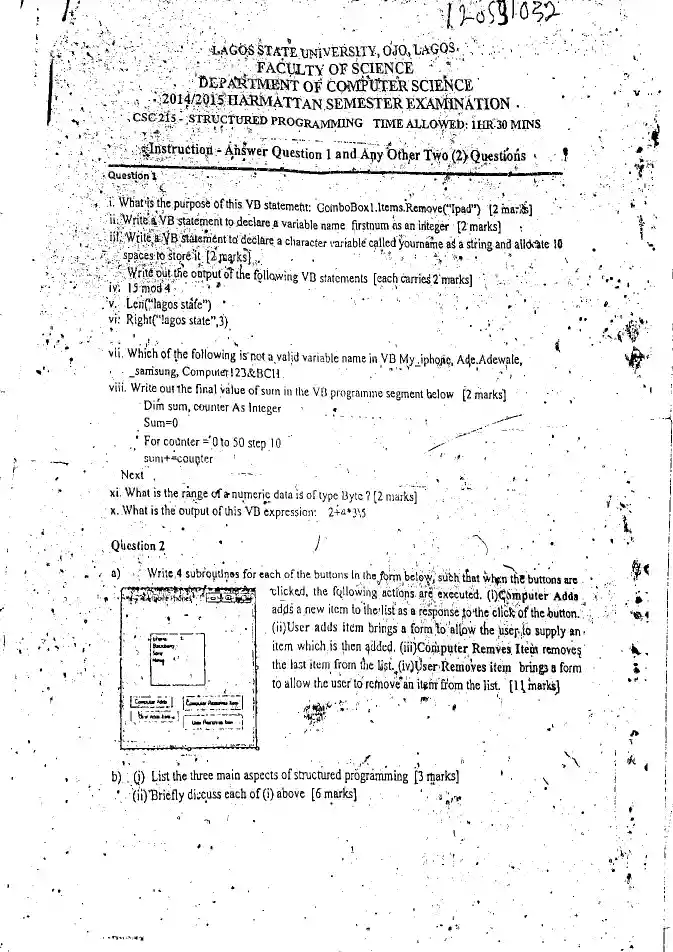 120591032
LAGOS STATE UNIVERSITY, OJO, LAGOS.
FACULTY OF SCIENCE
DEPARTMENT OF COMPUTER SCIENCE
2014/2015 HARMATTAN SEMESTER EXAMINATION
CSC 215 - STRUCTURED PROGRAMMING TIME ALLOWED: 1HR 30 MINS
Instruction - Answer Question 1 and Any Other Two (2) Questions
Question 1
i. What is the purpose of this VB statement: ComboBox1.Items.Remove("Ipad") [2 marks]
ii. Write a VB statement to declare a variable name firstnum as an integer [2 marks]
iii. Write a VB statement to declare a character variable called yourname as a string and allocate 10
spaces to store it [2 marks]
Write out the output of the following VB statements [each carries 2 marks]
iv. 15 mod 4
v. Len("lagos state")
vi. Right("lagos state",3)
vii. Which of the following is not a valid variable name in VB My_iphone, Ade.Adewale,
_samsung, Computer123&BCH
viii. Write out the final value of sum in the VB programme segment below [2 marks]
Dim sum, counter As Integer
Sum=0
For counter = 0 to 50 step 10
sum+=counter
Next
xi. What is the range of a numeric data is of type Byte ? [2 marks]
x. What is the output of this VB expression: 2+4*3\5
Question 2
a) Write 4 subroutines for each of the buttons in the form below, such that when the buttons are
clicked, the following actions are executed. (i)Computer Adds
adds a new item to the list as a response to the click of the button.
(ii)User adds item brings a form to allow the user to supply an
item which is then added. (iii)Computer Remves Item removes
the last item from the list. (iv)User Removes item brings a form
to allow the user to remove an item from the list. [11 marks]
Computer Adds
Computer Removes Item
User Adds Item
User Removes Item
b) (i) List the three main aspects of structured programming [3 marks]
(ii) Briefly discuss each of (i) above [6 marks]
1